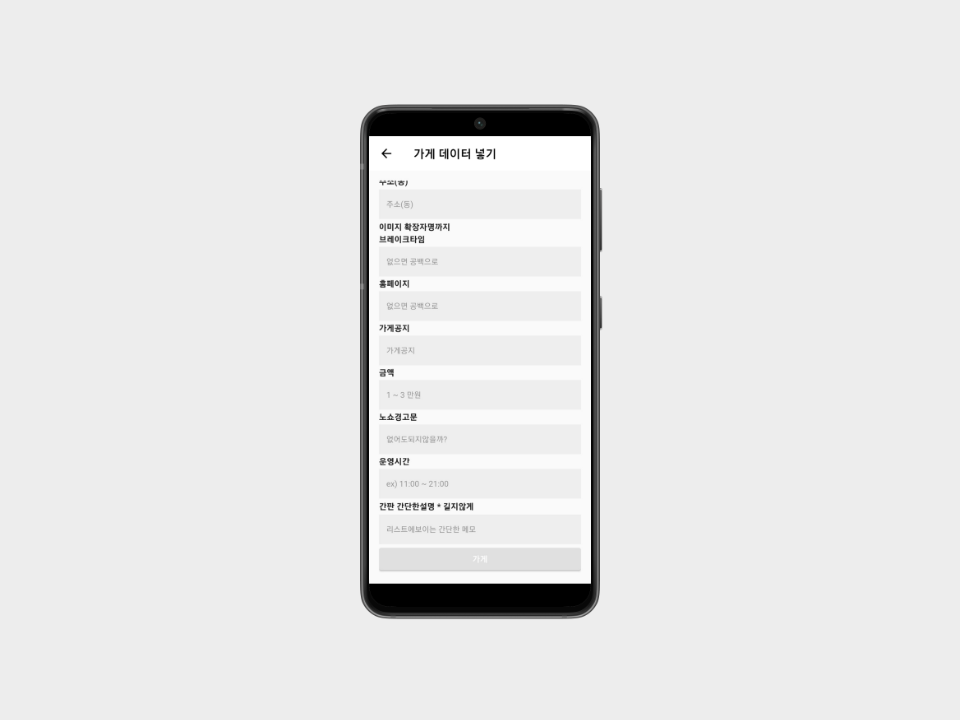 가게 데이터 넣기
주소(동)
주소(동)
이미지 확장자명까지
브레이크타임
없으면 공백으로
홈페이지
없으면 공백으로
가게공지
가게공지
금액
1 ~ 3 만원
노쇼경고문
없어도되지않을까?
운영시간
ex) 11:00 ~ 21:00
간판 간단한설명 * 길지않게
리스트에보이는 간단한 메모
가게